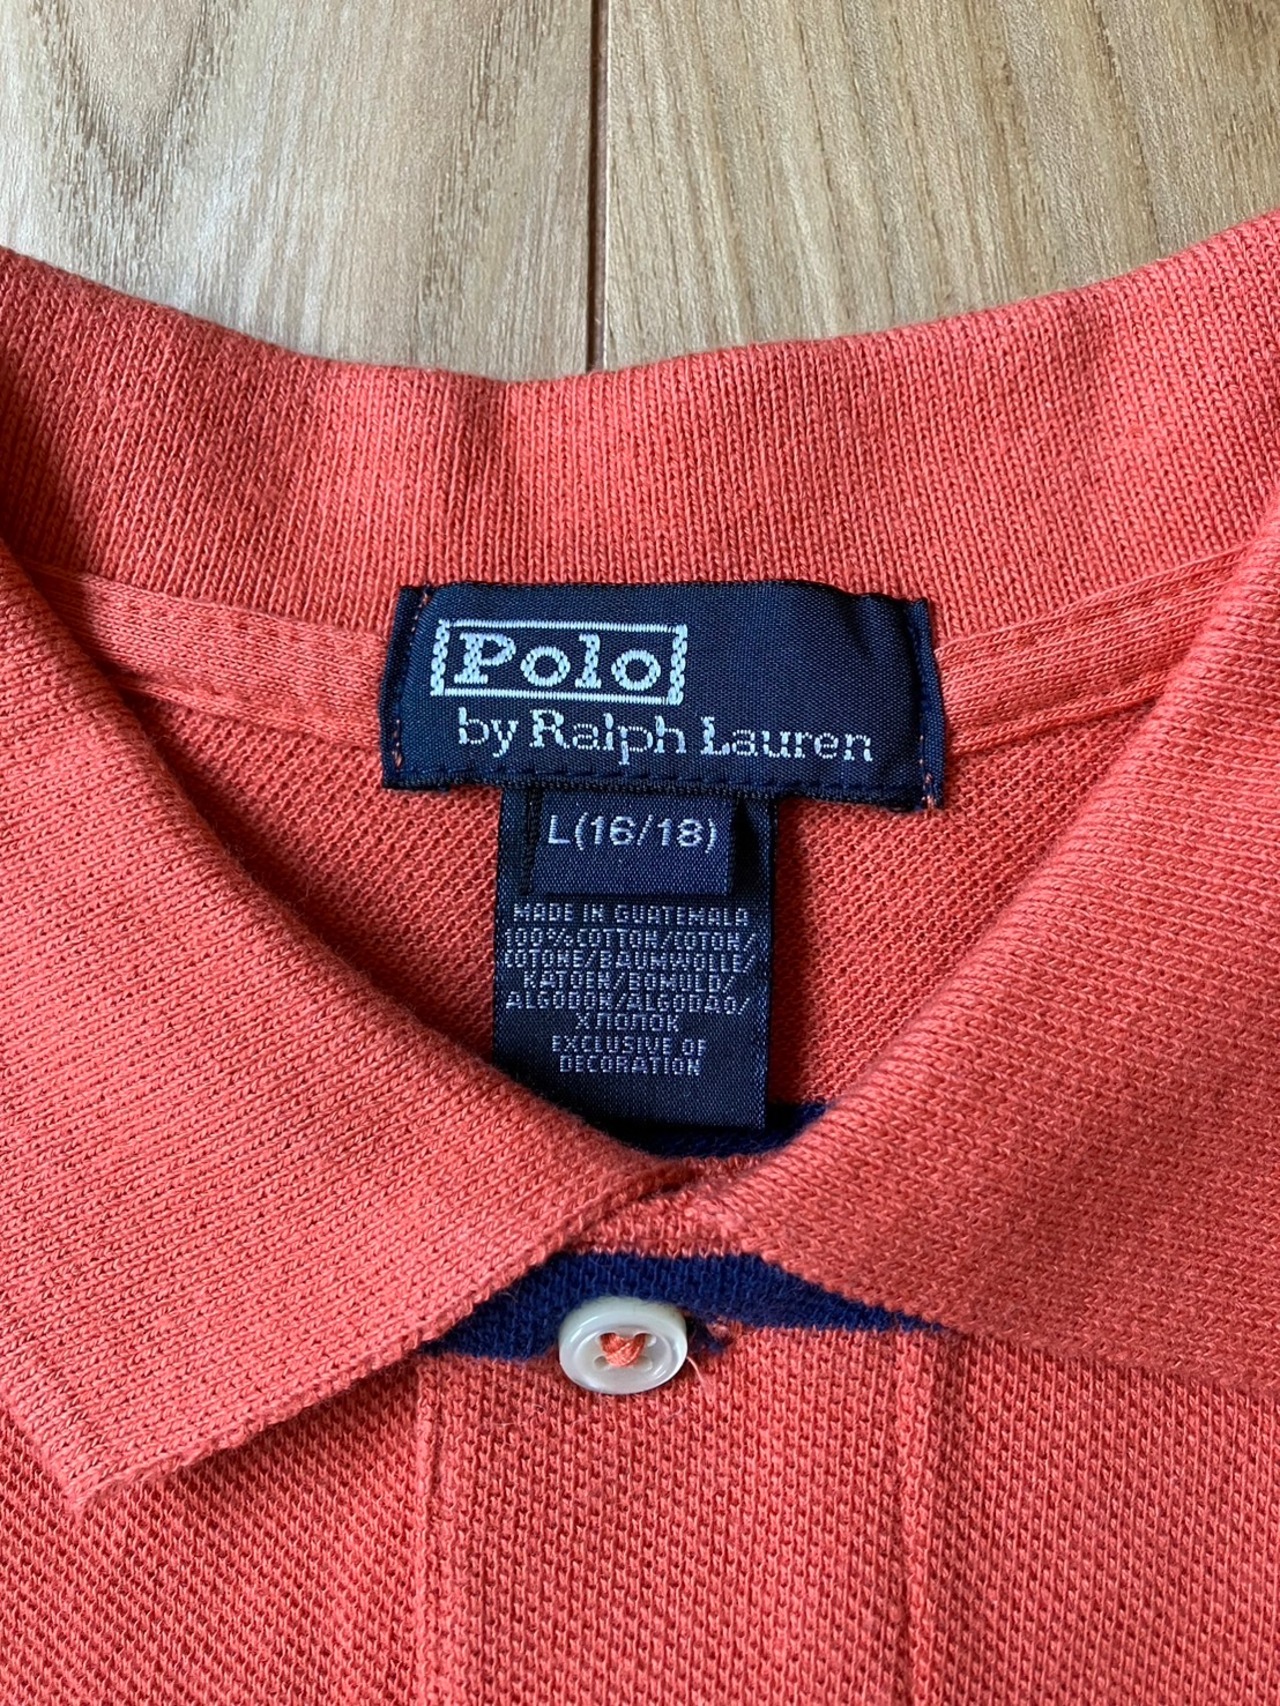 Polo
by Ralph Lauren
L(16/18)
MADE IN GUATEMALA
100%COTTON/COTON/
COTONE/BAUMWOLLE/
KATOEN/BOMULD/
ALGODON/ALGODAO/
ХЛОПОК
EXCLUSIVE OF
DECORATION